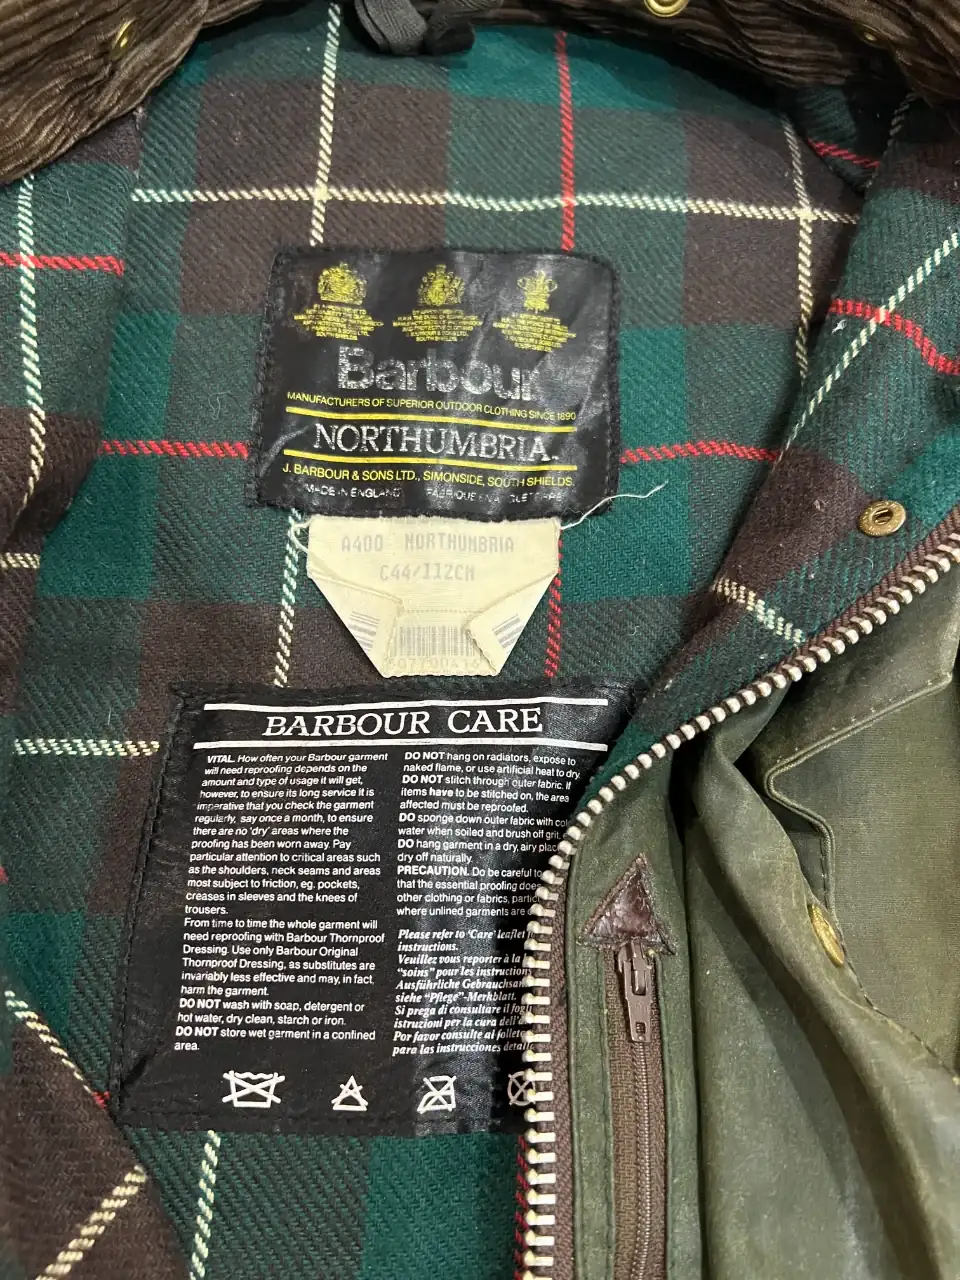 Barbour
MANUFACTURERS OF SUPERIOR OUTDOOR CLOTHING SINCE 1890
NORTHUMBRIA
J. BARBOUR & SONS LTD., SIMONSIDE, SOUTH SHIELDS.
MADE IN ENGLAND
A400 NORTHUMBRIA
C44/112CM
BARBOUR CARE
VITAL. How often your Barbour garment
will need reproofing depends on the
amount and type of usage it will get,
however, to ensure its long service it is
imperative that you check the garment
regularly, say once a month, to ensure
there are no 'dry' areas where the
proofing has been worn away. Pay
particular attention to critical areas such
as the shoulders, neck seams and areas
most subject to friction, eg. pockets,
creases in sleeves and the knees of
trousers.
From time to time the whole garment will
need reproofing with Barbour Thornproof
Dressing. Use only Barbour Original
Thornproof Dressing, as substitutes are
invariably less effective and may, in fact,
harm the garment.
DO NOT wash with soap, detergent or
hot water, dry clean, starch or iron.
DO NOT store wet garment in a confined
area.
DO NOT hang on radiators, expose to
naked flame, or use artificial heat to dry.
DO NOT stitch through outer fabric. If
items have to be stitched on, the area
affected must be reproofed.
DO sponge down outer fabric with
water when soiled and brush off grit.
DO hang garment in a dry, airy
dry off naturally.
PRECAUTION. Do be careful
that the essential proofing
other clothing or fabrics,
where unlined garments are
Please refer to 'Care' leaflet
instructions.
Veuillez vous reporter à la
"soins" pour les instructions
Ausführliche
siehe "Pflege"-Merkblatt.
Si prega di consultare il
istruzioni per la cura
Por favor consulte al
para las instrucciones